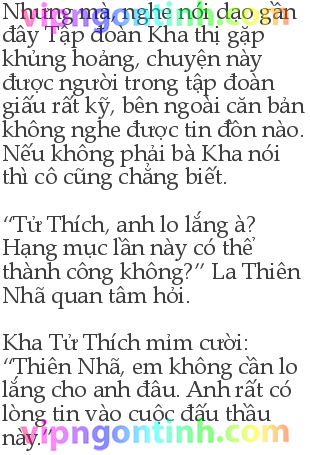 Nhưng mà, nghe nói dạo gần
vipngontinh.com
đây Tập đoàn Kha thị gặp
khủng hoảng, chuyện này
được người trong tập đoàn
giấu rất kỹ, bên ngoài căn bản
không nghe được tin đồn nào.
Nếu không phải bà Kha nói
thì cô cũng chẳng biết.
“Tử Thích, anh lo lắng à?
Hạng mục lần này có thể
thành công không?” La Thiên
Nhã quan tâm hỏi.
Kha Tử Thích mỉm cười:
“Thiên Nhã, em không cần lo
lắng cho anh đâu. Anh rất có
lòng tin vào cuộc đấu thầu
này.”
vipngontinh.com